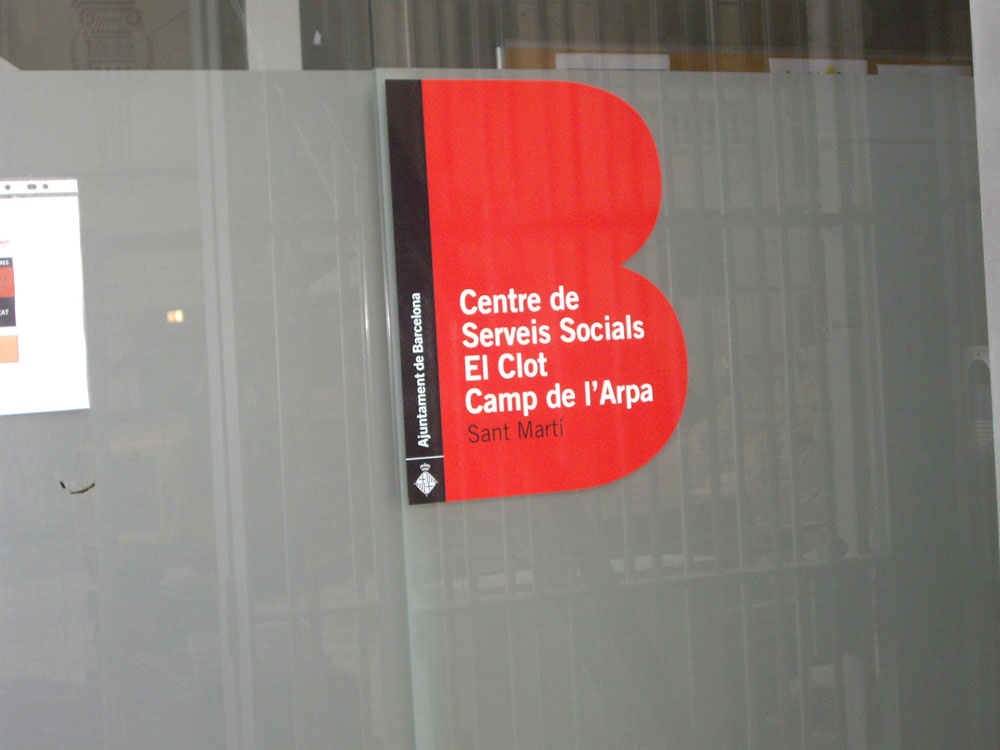 Centre de
Serveis Socials
El Clot
Camp de l'Arpa
Sant Martí
Ajuntament de Barcelona